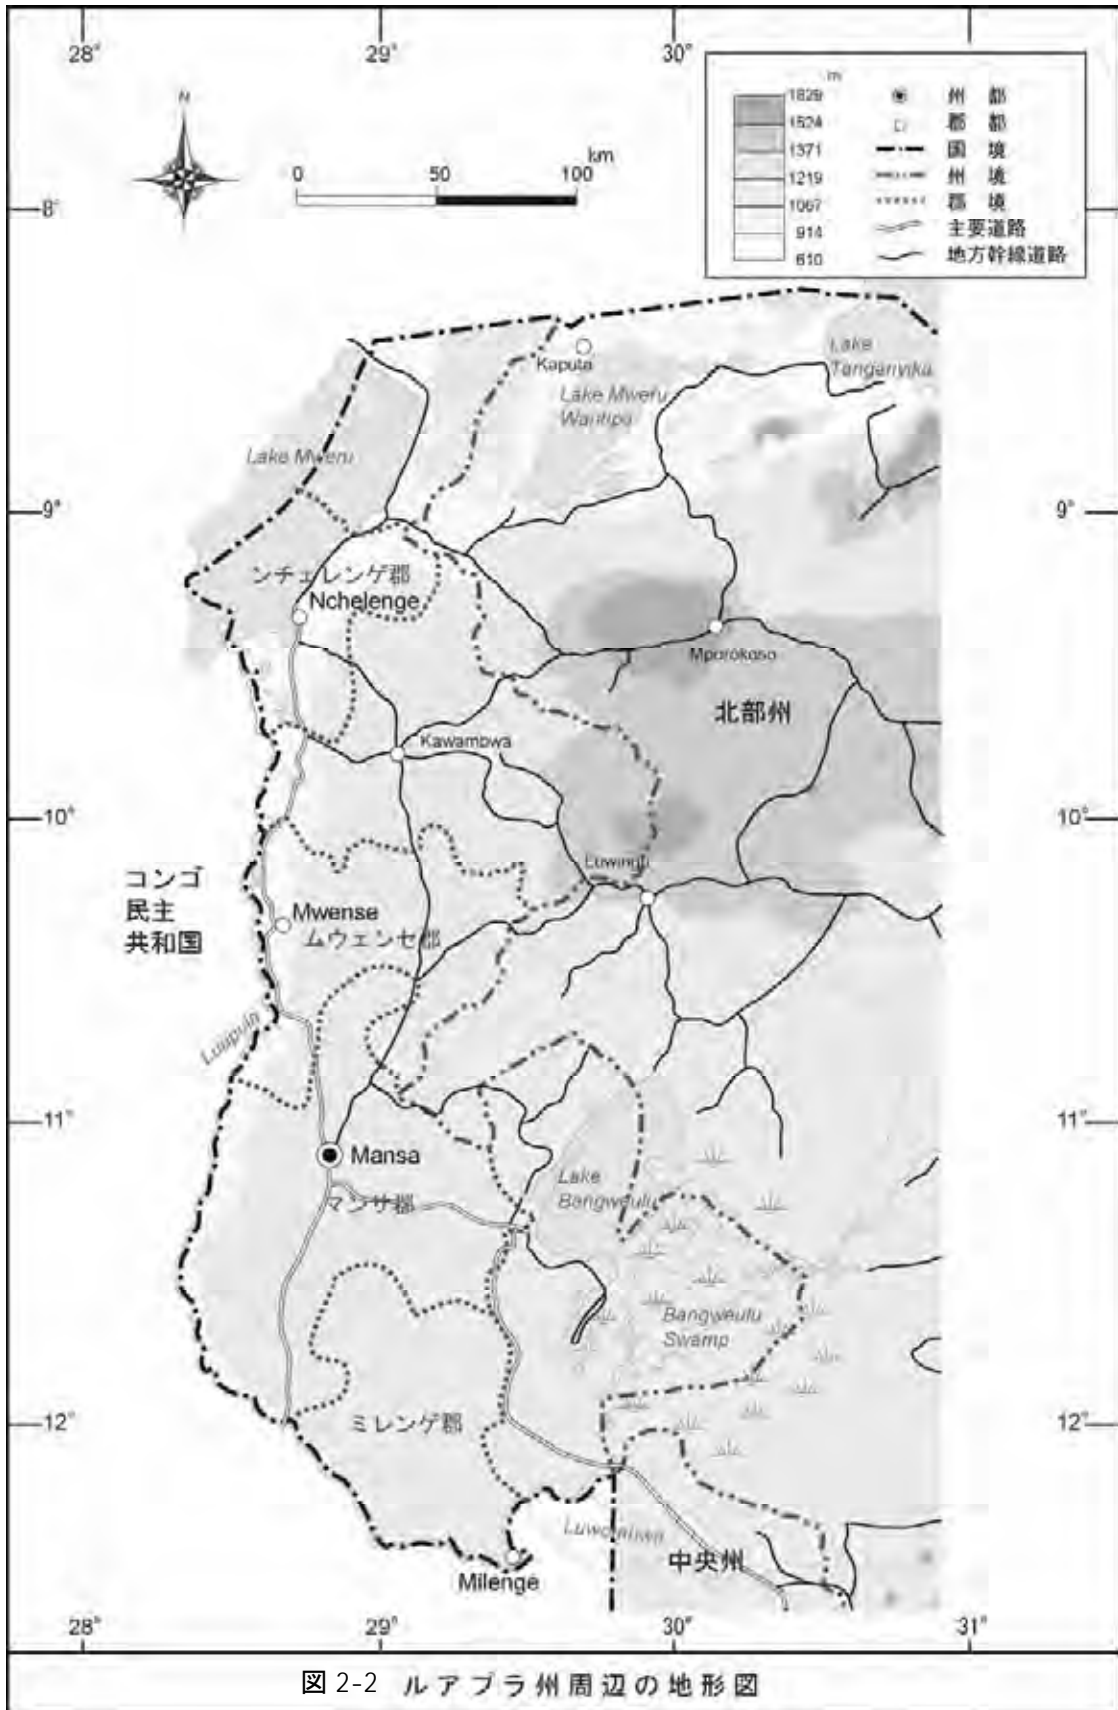 28° 29° 30°
N
km
0 50 100
m
1829
1524
1371
1219
1067
914
610
州 都
郡 都
国 境
州 境
郡 境
主要道路
地方幹線道路
8°
Kaputa
Lake
Tanganyika
Lake Mweru
Wantipa
Lake Mweru
9° 9°
ンチェレンゲ郡
Nchelenge
Mporokoso
北部州
Kawambwa
10° 10°
Luwingu
コンゴ
民主
共和国
Mwense
ムウェンセ郡
11° 11°
Mansa
マンサ郡
Lake
Bangweulu
Bangweulu
Swamp
ミレンゲ郡
12° 12°
中央州
Milenge
28° 29° 30° 31°
図 2-2 ルアプラ州周辺の地形図